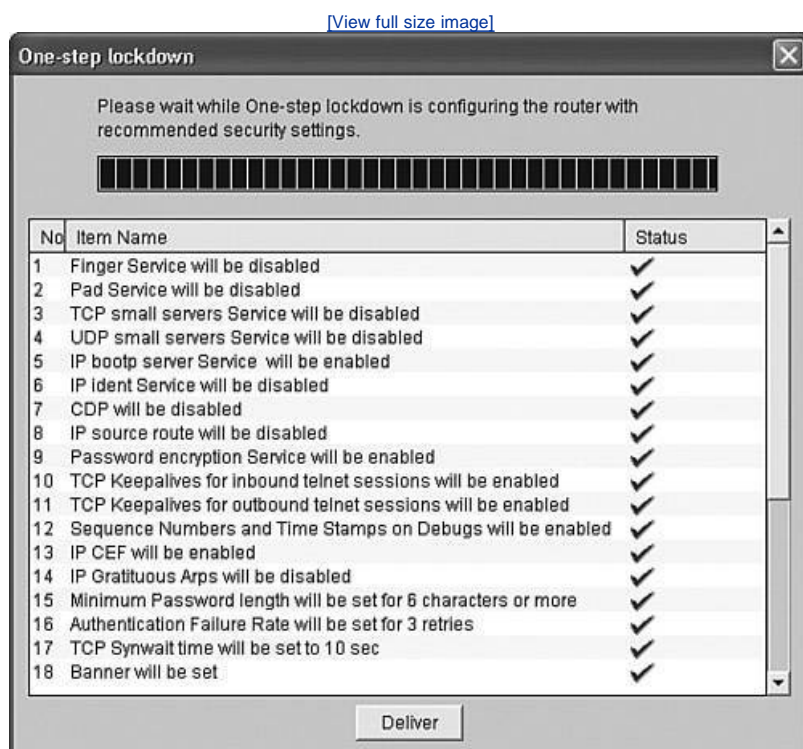 [View full size image]
One-step lockdown
Please wait while One-step lockdown is configuring the router with
recommended security settings.
No Item Name Status
1 Finger Service will be disabled
2 Pad Service will be disabled
3 TCP small servers Service will be disabled
4 UDP small servers Service will be disabled
5 IP bootp server Service will be enabled
6 IP ident Service will be disabled
7 CDP will be disabled
8 IP source route will be disabled
9 Password encryption Service will be enabled
10 TCP Keepalives for inbound telnet sessions will be enabled
11 TCP Keepalives for outbound telnet sessions will be enabled
12 Sequence Numbers and Time Stamps on Debugs will be enabled
13 IP CEF will be enabled
14 IP Gratituous Arps will be disabled
15 Minimum Password length will be set for 6 characters or more
16 Authentication Failure Rate will be set for 3 retries
17 TCP Synwait time will be set to 10 sec
18 Banner will be set
Deliver